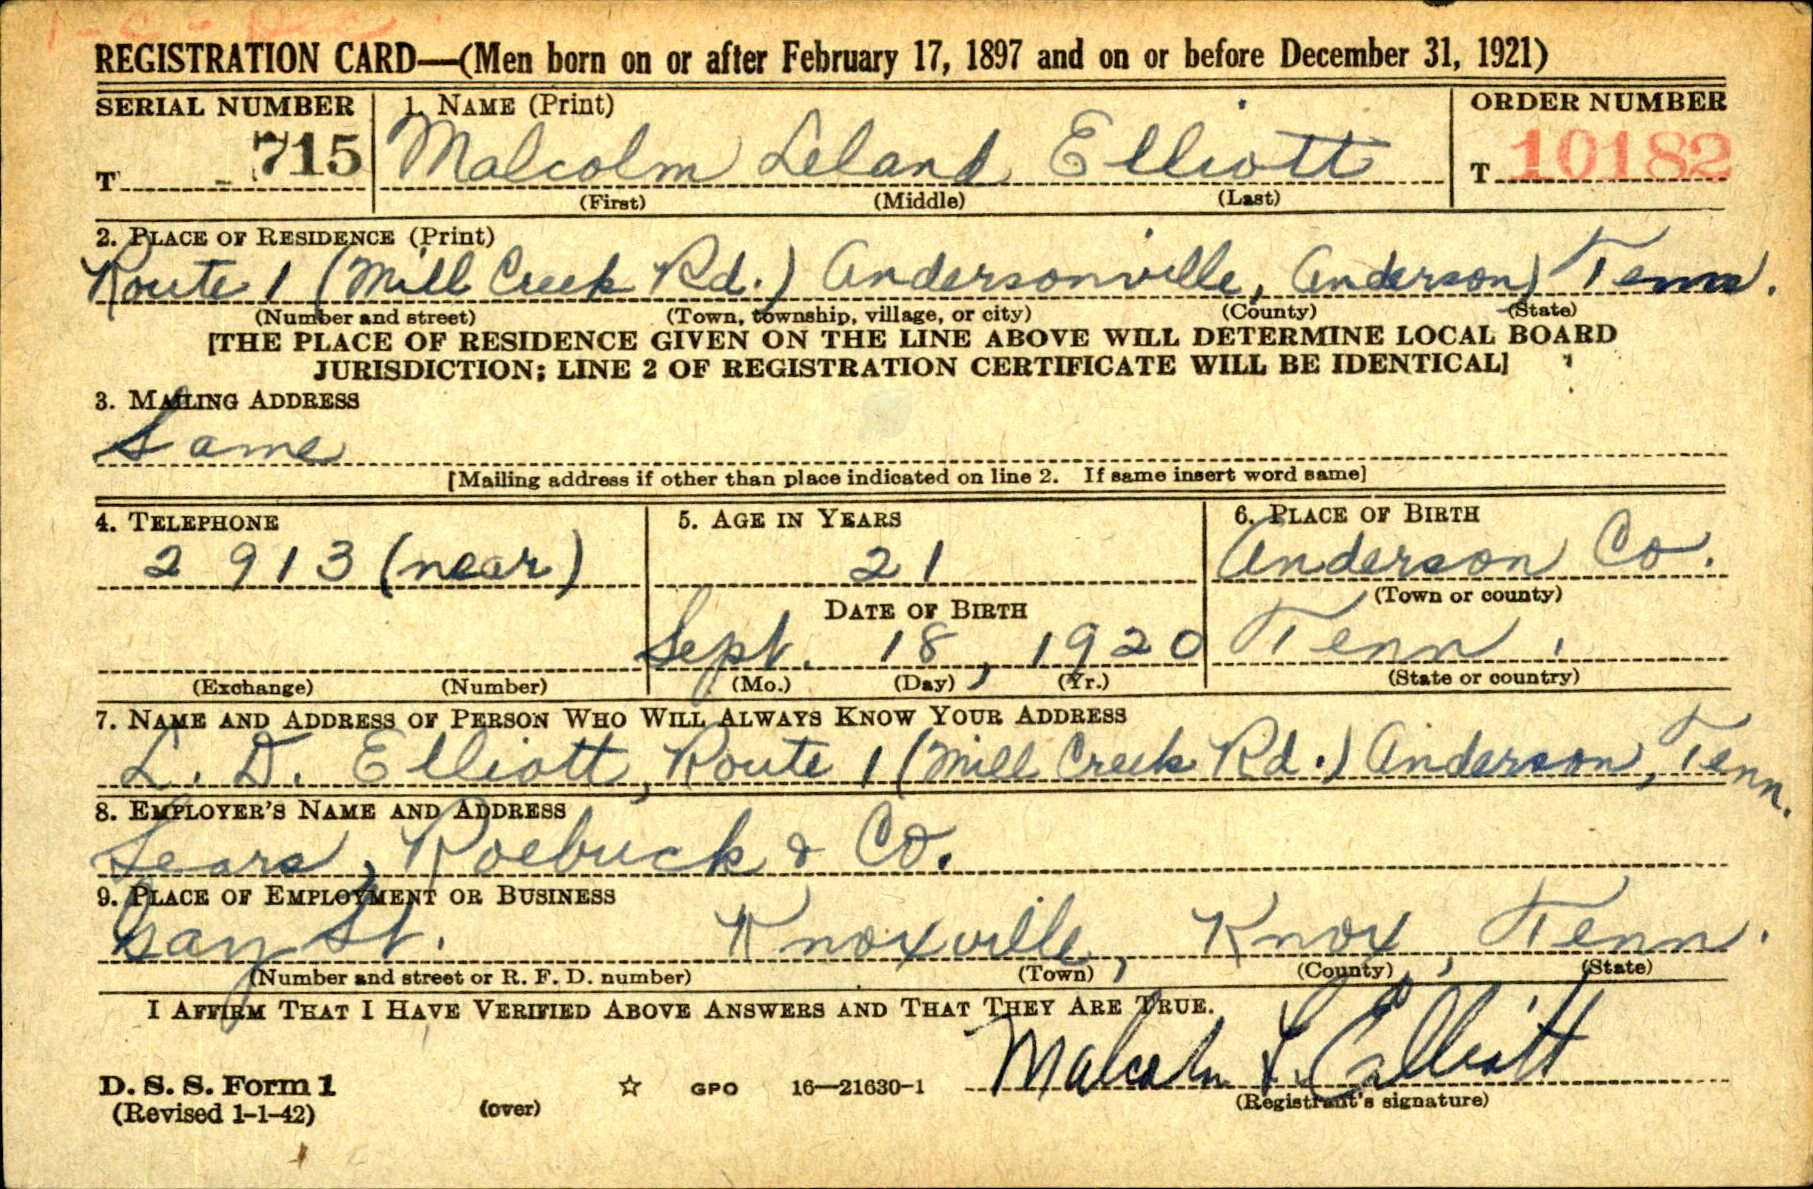 REGISTRATION CARD—(Men born on or after February 17, 1897 and on or before December 31, 1921)
SERIAL NUMBER 1. NAME (Print) ORDER NUMBER
T 715 Malcolm Leland Elliott T 10182
(First) (Middle) (Last)
2. PLACE OF RESIDENCE (Print)
Route 1 (Mill Creek Rd.) Andersonville, Anderson, Tenn.
(Number and street) (Town, township, village, or city) (County) (State)
[THE PLACE OF RESIDENCE GIVEN ON THE LINE ABOVE WILL DETERMINE LOCAL BOARD
JURISDICTION; LINE 2 OF REGISTRATION CERTIFICATE WILL BE IDENTICAL]
3. MAILING ADDRESS
Same
[Mailing address if other than place indicated on line 2. If same insert word same]
4. TELEPHONE 5. AGE IN YEARS 6. PLACE OF BIRTH
2 913 (near) 21 Anderson Co.
DATE OF BIRTH (Town or county)
Sept. 18, 1920 Tenn.
(Exchange) (Number) (Mo.) (Day) (Yr.) (State or country)
7. NAME AND ADDRESS OF PERSON WHO WILL ALWAYS KNOW YOUR ADDRESS
L. D. Elliott, Route 1 (Mill Creek Rd.) Anderson, Tenn.
8. EMPLOYER'S NAME AND ADDRESS
Sears, Roebuck & Co.
9. PLACE OF EMPLOYMENT OR BUSINESS
Gay St. Knoxville, Knox, Tenn.
(Number and street or R. F. D. number) (Town) (County) (State)
I AFFIRM THAT I HAVE VERIFIED ABOVE ANSWERS AND THAT THEY ARE TRUE.
Malcolm L. Elliott
D. S. S. Form 1 GPO 16—21630-1
(Revised 1-1-42) (over) (Registrant's signature)